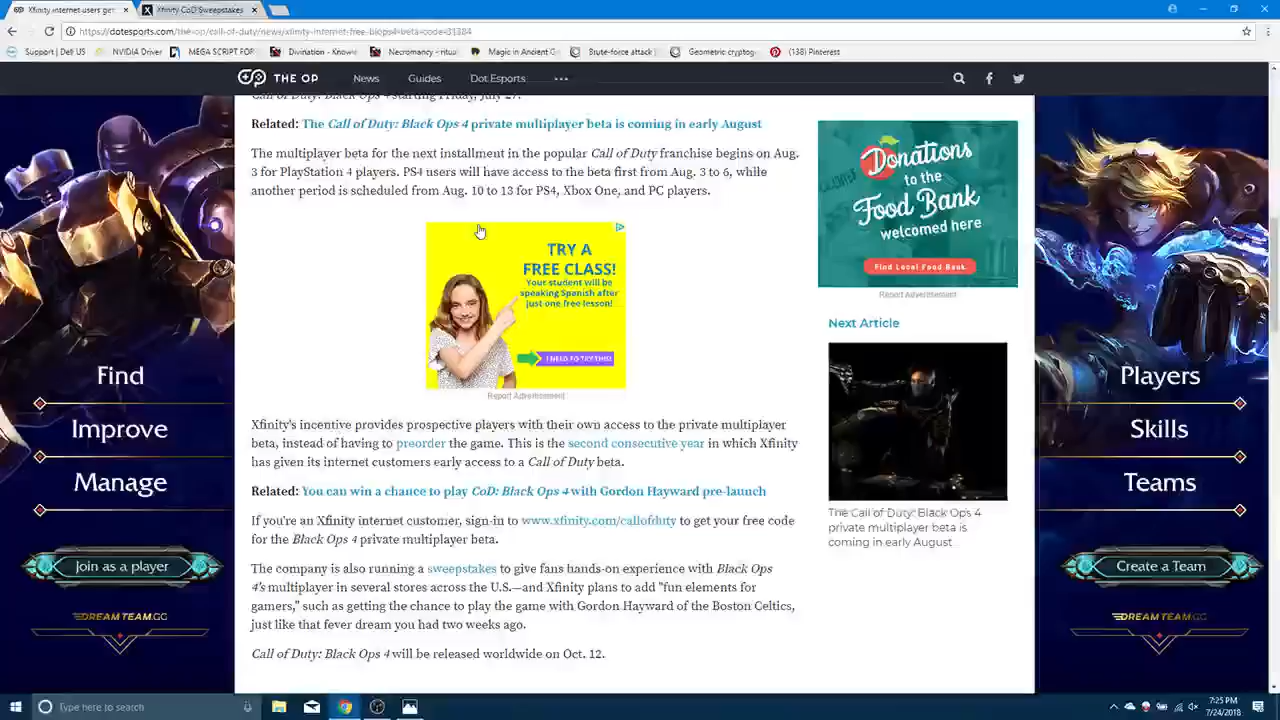 Xfinity internet users get
Xfinity CoD Sweepstakes
https://dotesports.com/the-op/call-of-duty/news/xfinity-internet-free-blops4-beta-code-31384
Support | Dell US
NVIDIA Driver
MEGA SCRIPT FOR
Divination - Knowle
Necromancy - ritual
Magic in Ancient G
Brute-force attack |
Geometric cryptog
(138) Pinterest
THE OP
News
Guides
Dot Esports
Call of Duty: Black Ops 4 starting Friday, July 27.
Related: The Call of Duty: Black Ops 4 private multiplayer beta is coming in early August
The multiplayer beta for the next installment in the popular Call of Duty franchise begins on Aug.
3 for PlayStation 4 players. PS4 users will have access to the beta first from Aug. 3 to 6, while
another period is scheduled from Aug. 10 to 13 for PS4, Xbox One, and PC players.
TRY A
FREE CLASS!
Your student will be
speaking Spanish after
just one free lesson!
I NEED TO TRY THIS!
Report Advertisement
Xfinity's incentive provides prospective players with their own access to the private multiplayer
beta, instead of having to preorder the game. This is the second consecutive year in which Xfinity
has given its internet customers early access to a Call of Duty beta.
Related: You can win a chance to play CoD: Black Ops 4 with Gordon Hayward pre-launch
If you're an Xfinity internet customer, sign-in to www.xfinity.com/callofduty to get your free code
for the Black Ops 4 private multiplayer beta.
The company is also running a sweepstakes to give fans hands-on experience with Black Ops
4's multiplayer in several stores across the U.S.—and Xfinity plans to add "fun elements for
gamers," such as getting the chance to play the game with Gordon Hayward of the Boston Celtics,
just like that fever dream you had two weeks ago.
Call of Duty: Black Ops 4 will be released worldwide on Oct. 12.
Donations
to the
Food Bank
welcomed here
Find Local Food Bank
Report Advertisement
Next Article
The Call of Duty: Black Ops 4
private multiplayer beta is
coming in early August
Find
Improve
Manage
Join as a player
DREAMTEAM.GG
Players
Skills
Teams
Create a Team
DREAMTEAM.GG
Type here to search
7:25 PM
7/24/2018